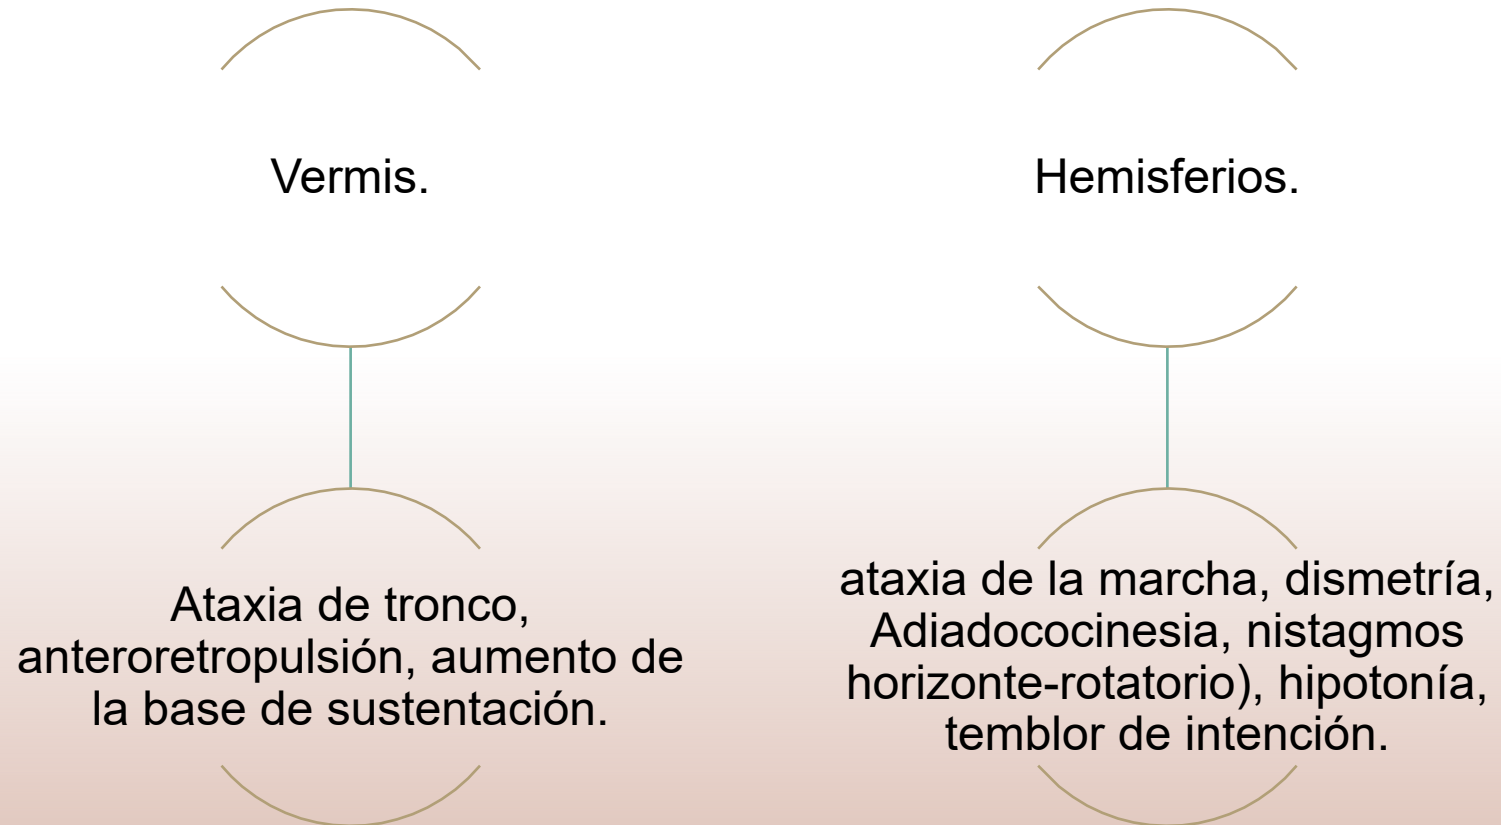 Vermis.
Ataxia de tronco,
anteroretropulsión, aumento de
la base de sustentación.
Hemisferios.
ataxia de la marcha, dismetría,
Adiadococinesia, nistagmos
horizonte-rotatorio), hipotonía,
temblor de intención.